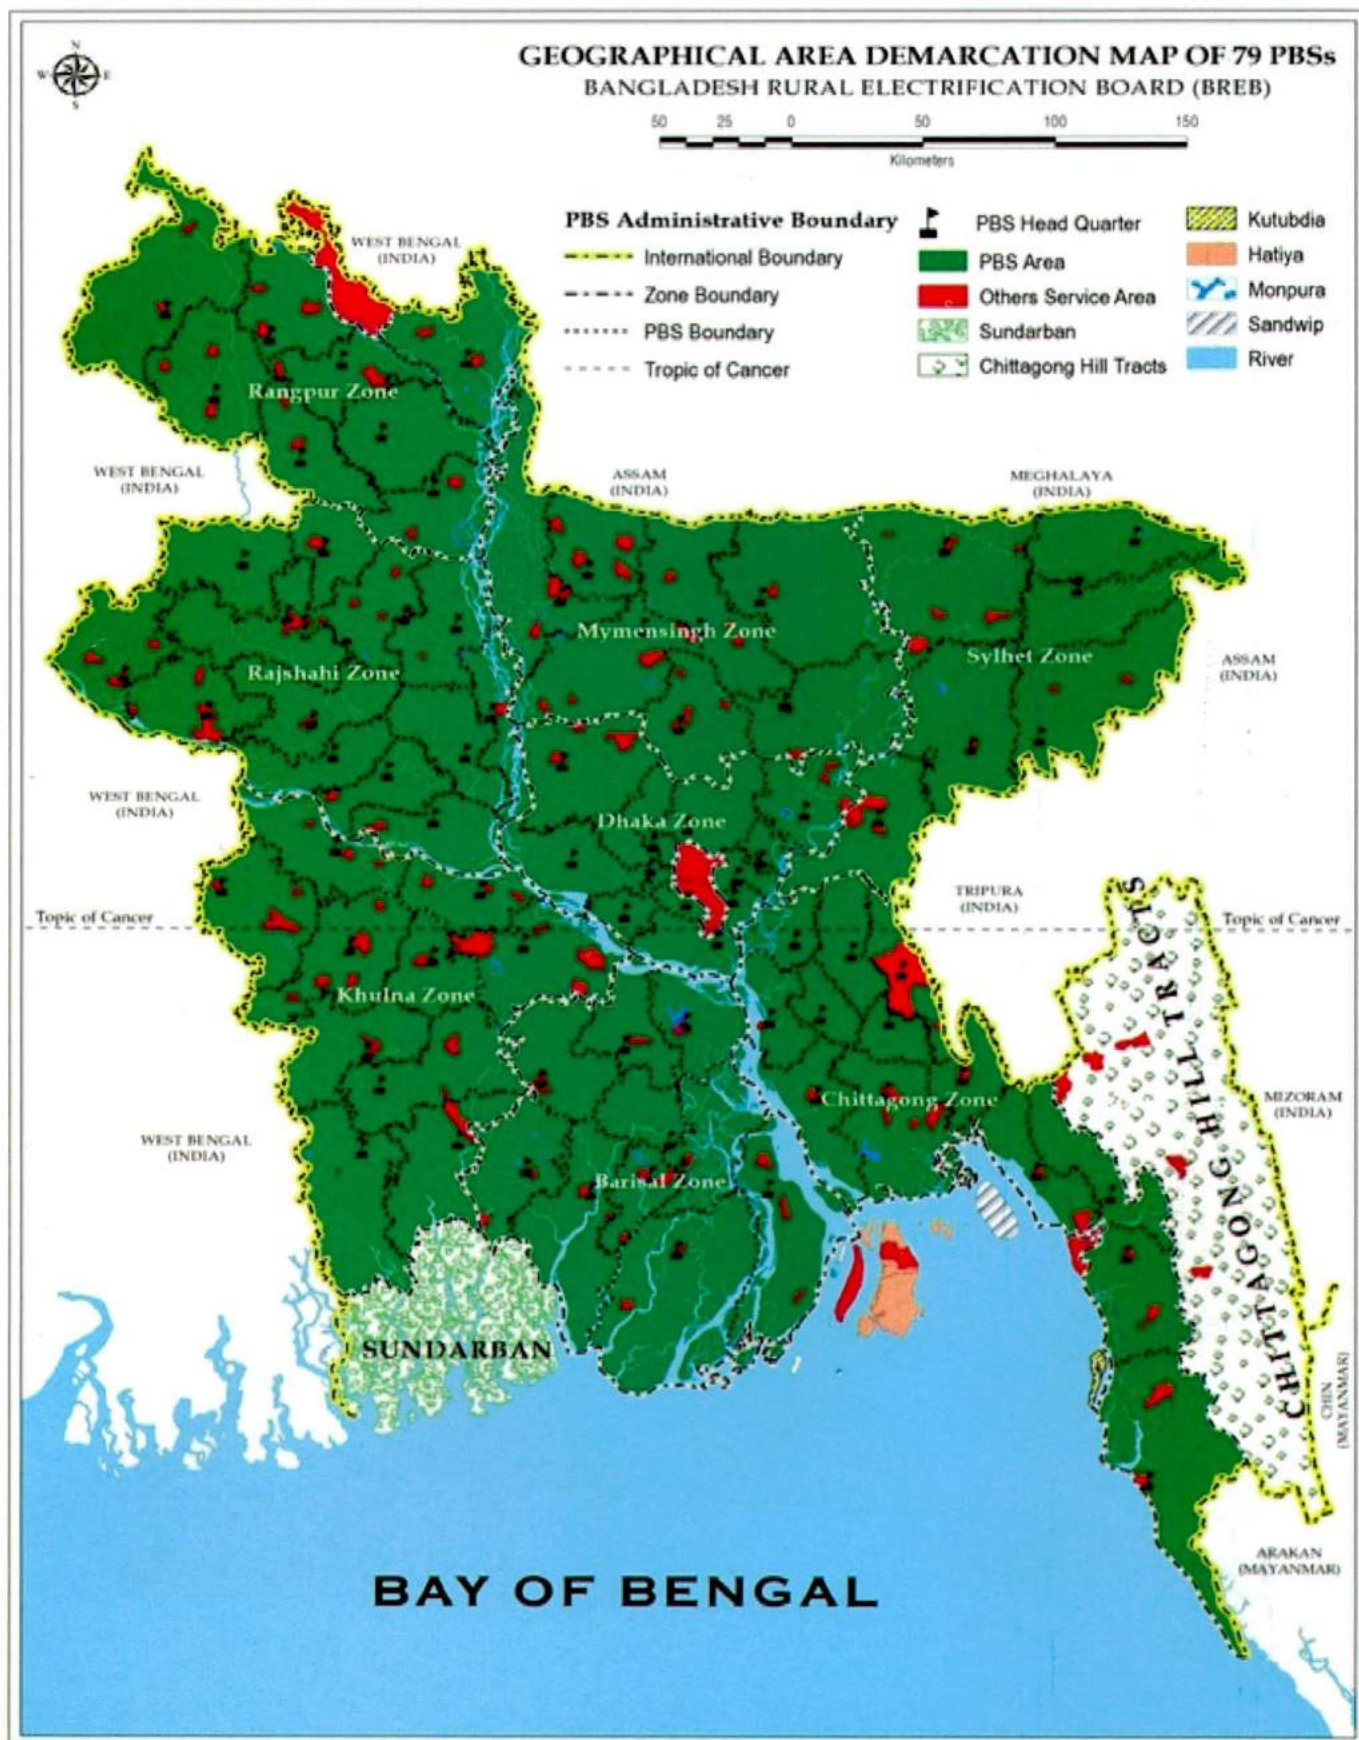 N
W E
S
GEOGRAPHICAL AREA DEMARCATION MAP OF 79 PBSs
BANGLADESH RURAL ELECTRIFICATION BOARD (BREB)
50 25 0 50 100 150
Kilometers
PBS Administrative Boundary
International Boundary
Zone Boundary
PBS Boundary
Tropic of Cancer
PBS Head Quarter
PBS Area
Others Service Area
Sundarban
Chittagong Hill Tracts
Kutubdia
Hatiya
Monpura
Sandwip
River
WEST BENGAL
(INDIA)
Rangpur Zone
WEST BENGAL
(INDIA)
ASSAM
(INDIA)
MEGHALAYA
(INDIA)
Mymensingh Zone
Rajshahi Zone
Sylhet Zone
ASSAM
(INDIA)
WEST BENGAL
(INDIA)
Dhaka Zone
TRIPURA
(INDIA)
Topic of Cancer
Topic of Cancer
Khulna Zone
Chittagong Zone
MIZORAM
(INDIA)
WEST BENGAL
(INDIA)
Barisal Zone
CHITTAGONG HILL TRACTS
SUNDARBAN
CHIN
(MAYANMAR)
ARAKAN
(MAYANMAR)
BAY OF BENGAL